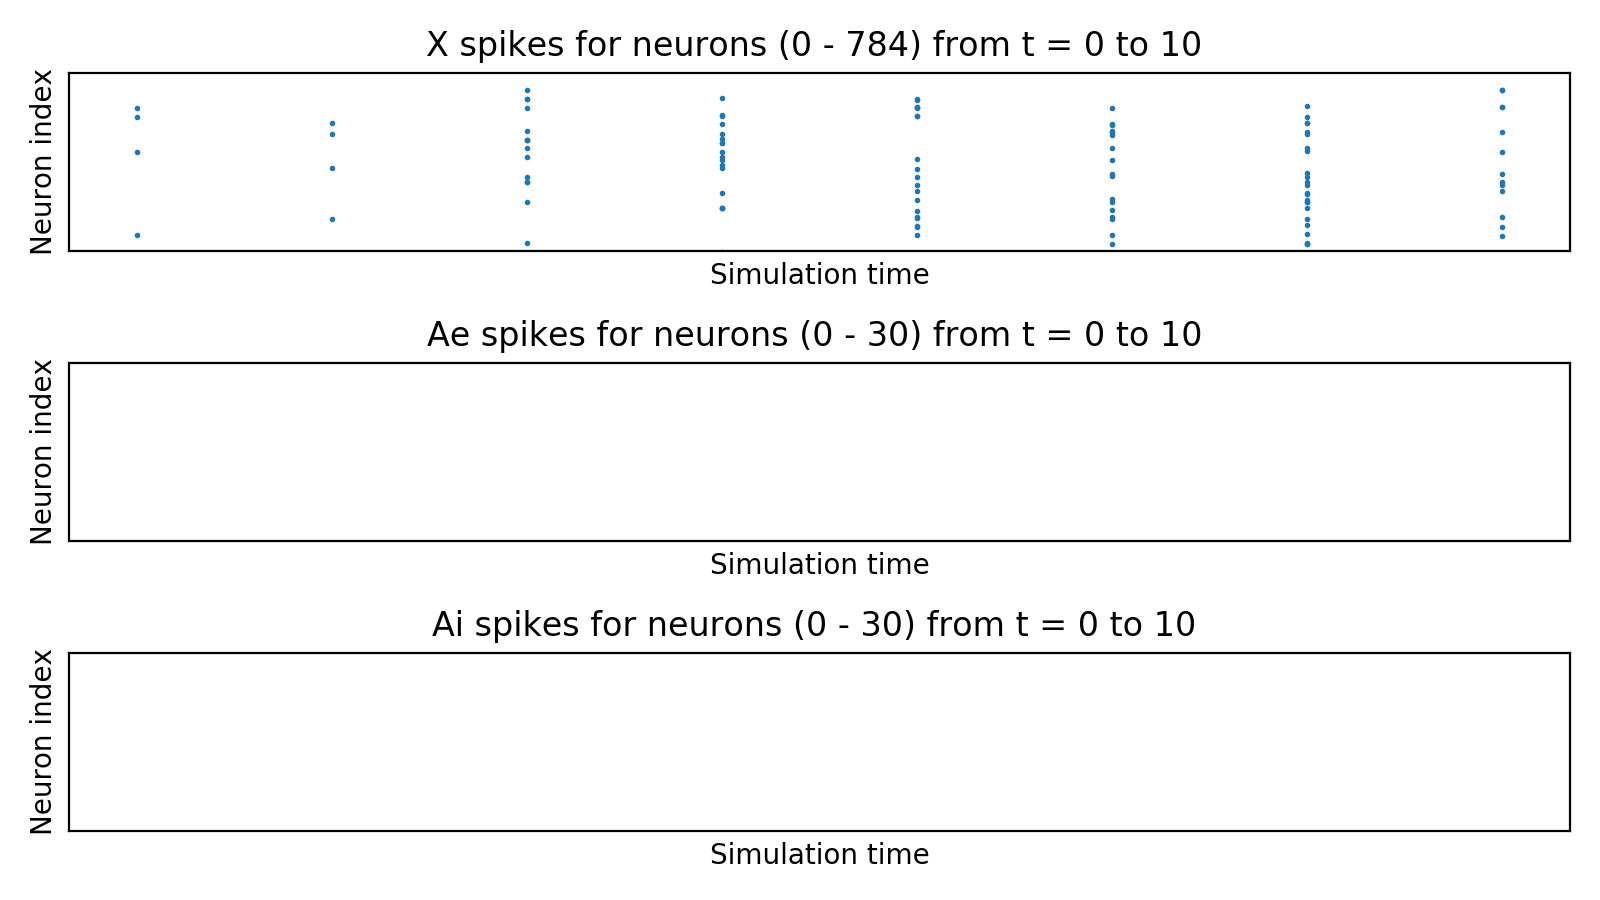 X spikes for neurons (0 - 784) from t = 0 to 10
Neuron index
Simulation time
Ae spikes for neurons (0 - 30) from t = 0 to 10
Neuron index
Simulation time
Ai spikes for neurons (0 - 30) from t = 0 to 10
Neuron index
Simulation time